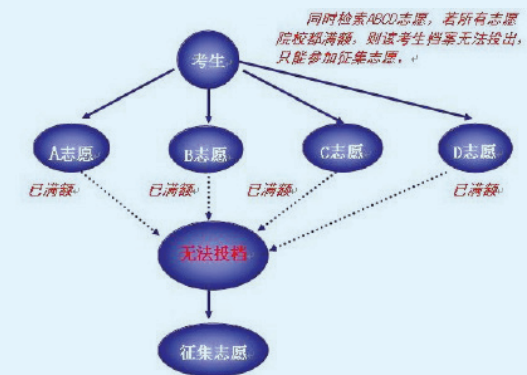 同时检索ABCD志愿，若所有志愿
院校都满额，则该考生档案无法投出，
只能参加征集志愿。
考生
A志愿
B志愿
C志愿
D志愿
已满额
已满额
已满额
已满额
无法投档
征集志愿